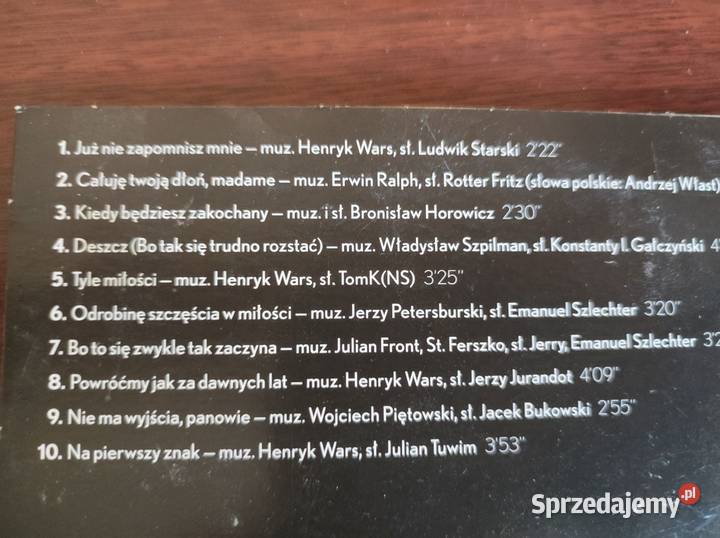 1. Już nie zapomnisz mnie – muz. Henryk Wars, sł. Ludwik Starski 2'22"
2. Całuję twoją dłoń, madame – muz. Erwin Ralph, sł. Rotter Fritz (słowa polskie: Andrzej Włast)
3. Kiedy będziesz zakochany – muz. i sł. Bronisław Horowicz 2'30"
4. Deszcz (Bo tak się trudno rozstać) – muz. Władysław Szpilman, sł. Konstanty I. Gałczyński 4'
5. Tyle miłości – muz. Henryk Wars, sł. TomK(NS) 3'25"
6. Odrobinę szczęścia w miłości – muz. Jerzy Petersburski, sł. Emanuel Szlechter 3'20"
7. Bo to się zwykle tak zaczyna – muz. Julian Front, St. Ferszko, sł. Jerry, Emanuel Szlechter 3'2
8. Powróćmy jak za dawnych lat – muz. Henryk Wars, sł. Jerzy Jurandot 4'09"
9. Nie ma wyjścia, panowie – muz. Wojciech Piętowski, sł. Jacek Bukowski 2'55"
10. Na pierwszy znak – muz. Henryk Wars, sł. Julian Tuwim 3'53"
Sprzedajemy.pl